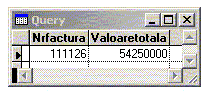 Query
Nrfactura Valoaretotala
111126 54250000